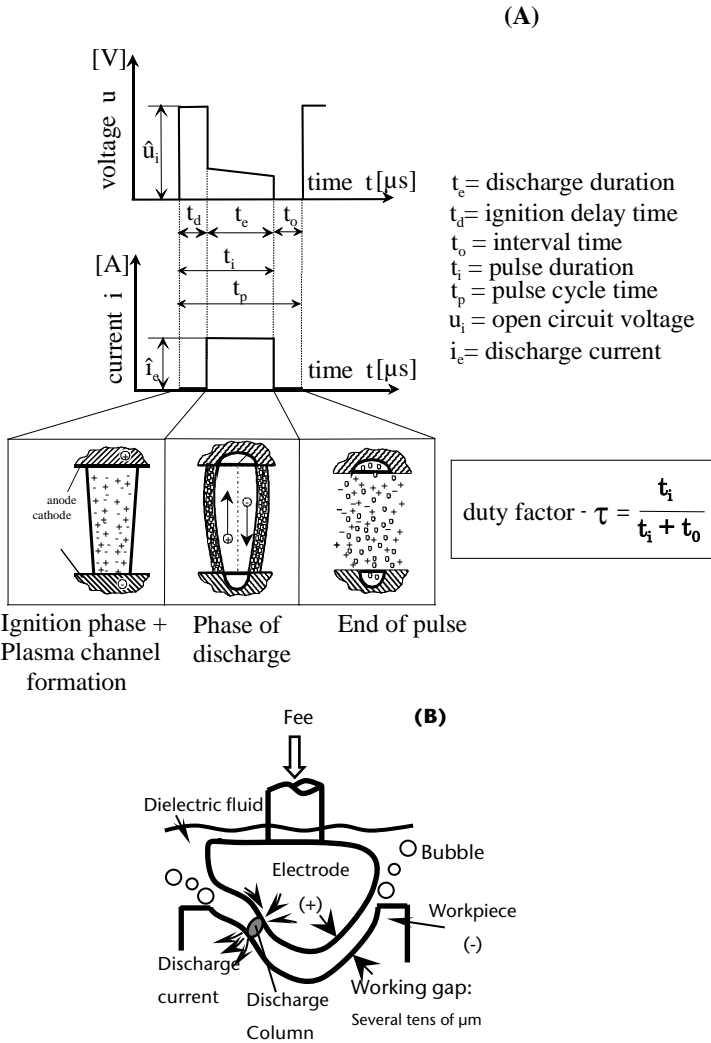 (A)
[V]
voltage u
ûᵢ
time t[μs]
t_d t_e t_o
t_i
t_p
[A]
current i
î_e
time t[μs]
t_e= discharge duration
t_d=ignition delay time
t_o = interval time
t_i = pulse duration
t_p = pulse cycle time
u_i = open circuit voltage
i_e= discharge current
anode
cathode
+
-
+
-
duty factor - τ = t_i / (t_i + t_0)
Ignition phase +
Plasma channel
formation
Phase of
discharge
End of pulse
(B)
Fee
Dielectric fluid
Bubble
Electrode
(+)
Workpiece
(-)
Discharge
current
Discharge
Column
Working gap:
Several tens of μm